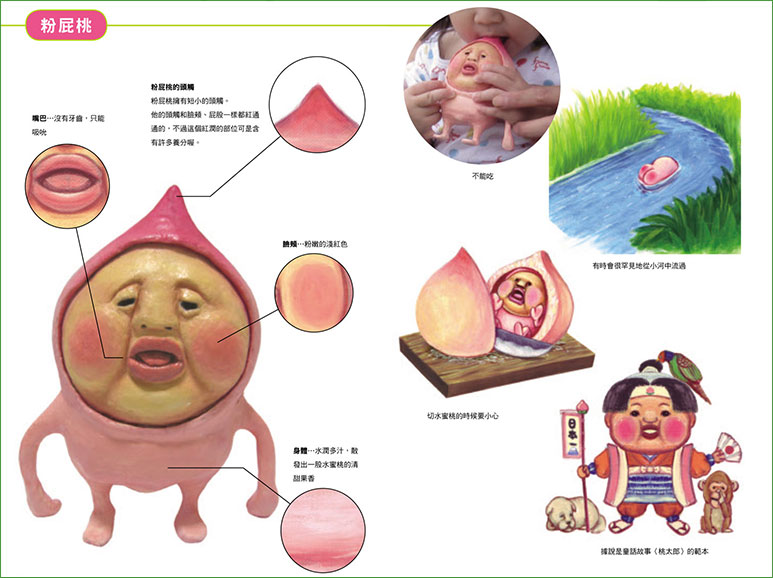 粉屁桃
粉屁桃的頭觸
粉屁桃擁有短小的頭觸。
他的頭觸和臉頰、屁股一樣都紅通
通的，不過這個紅潤的部位可是含
有許多養分喔。
嘴巴…沒有牙齒，只能
吸吮
臉頰…粉嫩的淺紅色
身體…水潤多汁，散
發出一股水蜜桃的清
甜果香
不能吃
有時會很罕見地從小河中流過
切水蜜桃的時候要小心
日本一
據說是童話故事〈桃太郎〉的範本